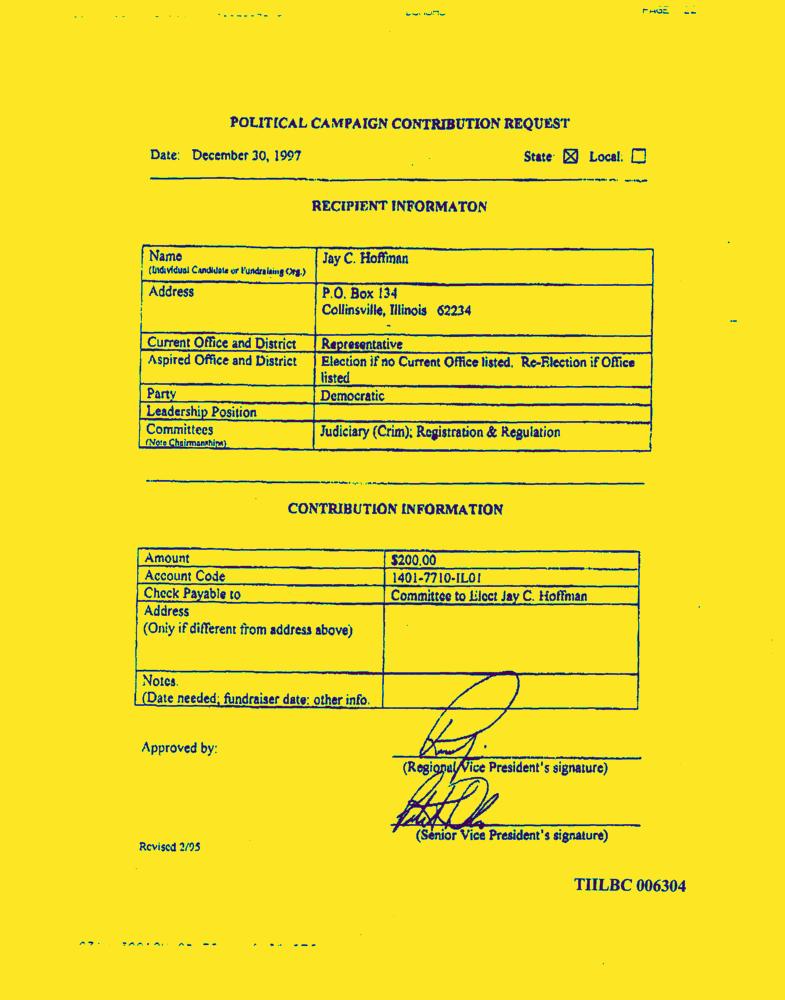 PAGE 22
POLITICAL CAMPAIGN CONTRIBUTION REQUEST
Date: December 30, 1997 State ☒ Local. ☐
RECIPIENT INFORMATON
Name Jay C. Hoffman
(Individual Candidate or Fundraising Org.)
Address P.O. Box 134
Collinsville, Illinois 62234
Current Office and District Representative
Aspired Office and District Election if no Current Office listed. Re-Election if Office
listed
Party Democratic
Leadership Position
Committees Judiciary (Crim); Registration & Regulation
(Note Chairmanships)
CONTRIBUTION INFORMATION
Amount $200.00
Account Code 1401-7710-IL01
Check Payable to Committee to Elect Jay C. Hoffman
Address
(Only if different from address above)
Notes.
(Date needed; fundraiser date; other info.
Approved by:
(Regional Vice President's signature)
(Senior Vice President's signature)
Revised 2/95
TIILBC 006304